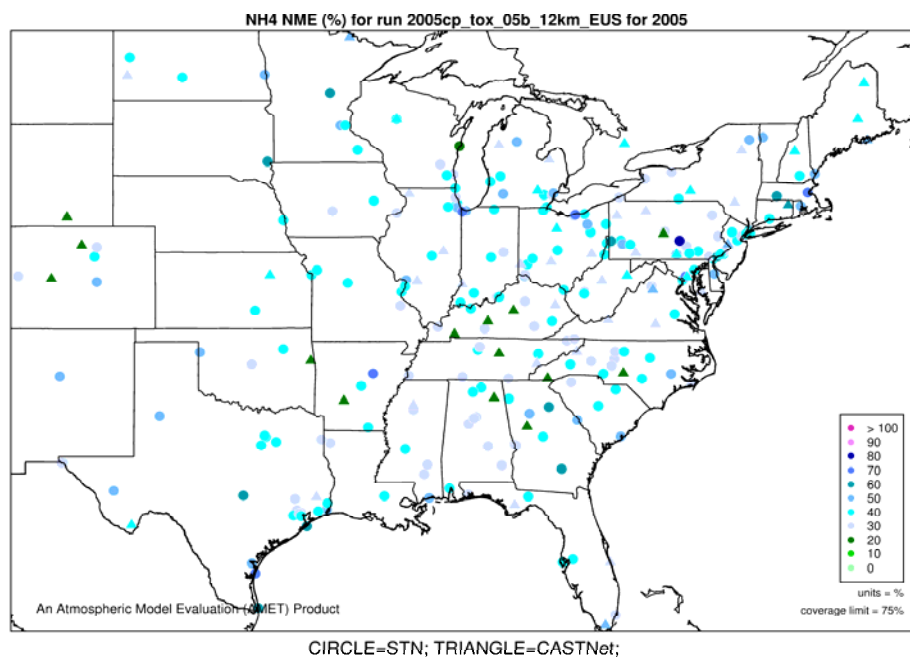 NH4 NME (%) for run 2005cp_tox_05b_12km_EUS for 2005
> 100
90
80
70
60
50
40
30
20
10
0
units = %
coverage limit = 75%
An Atmospheric Model Evaluation (AMET) Product
CIRCLE=STN; TRIANGLE=CASTNet;